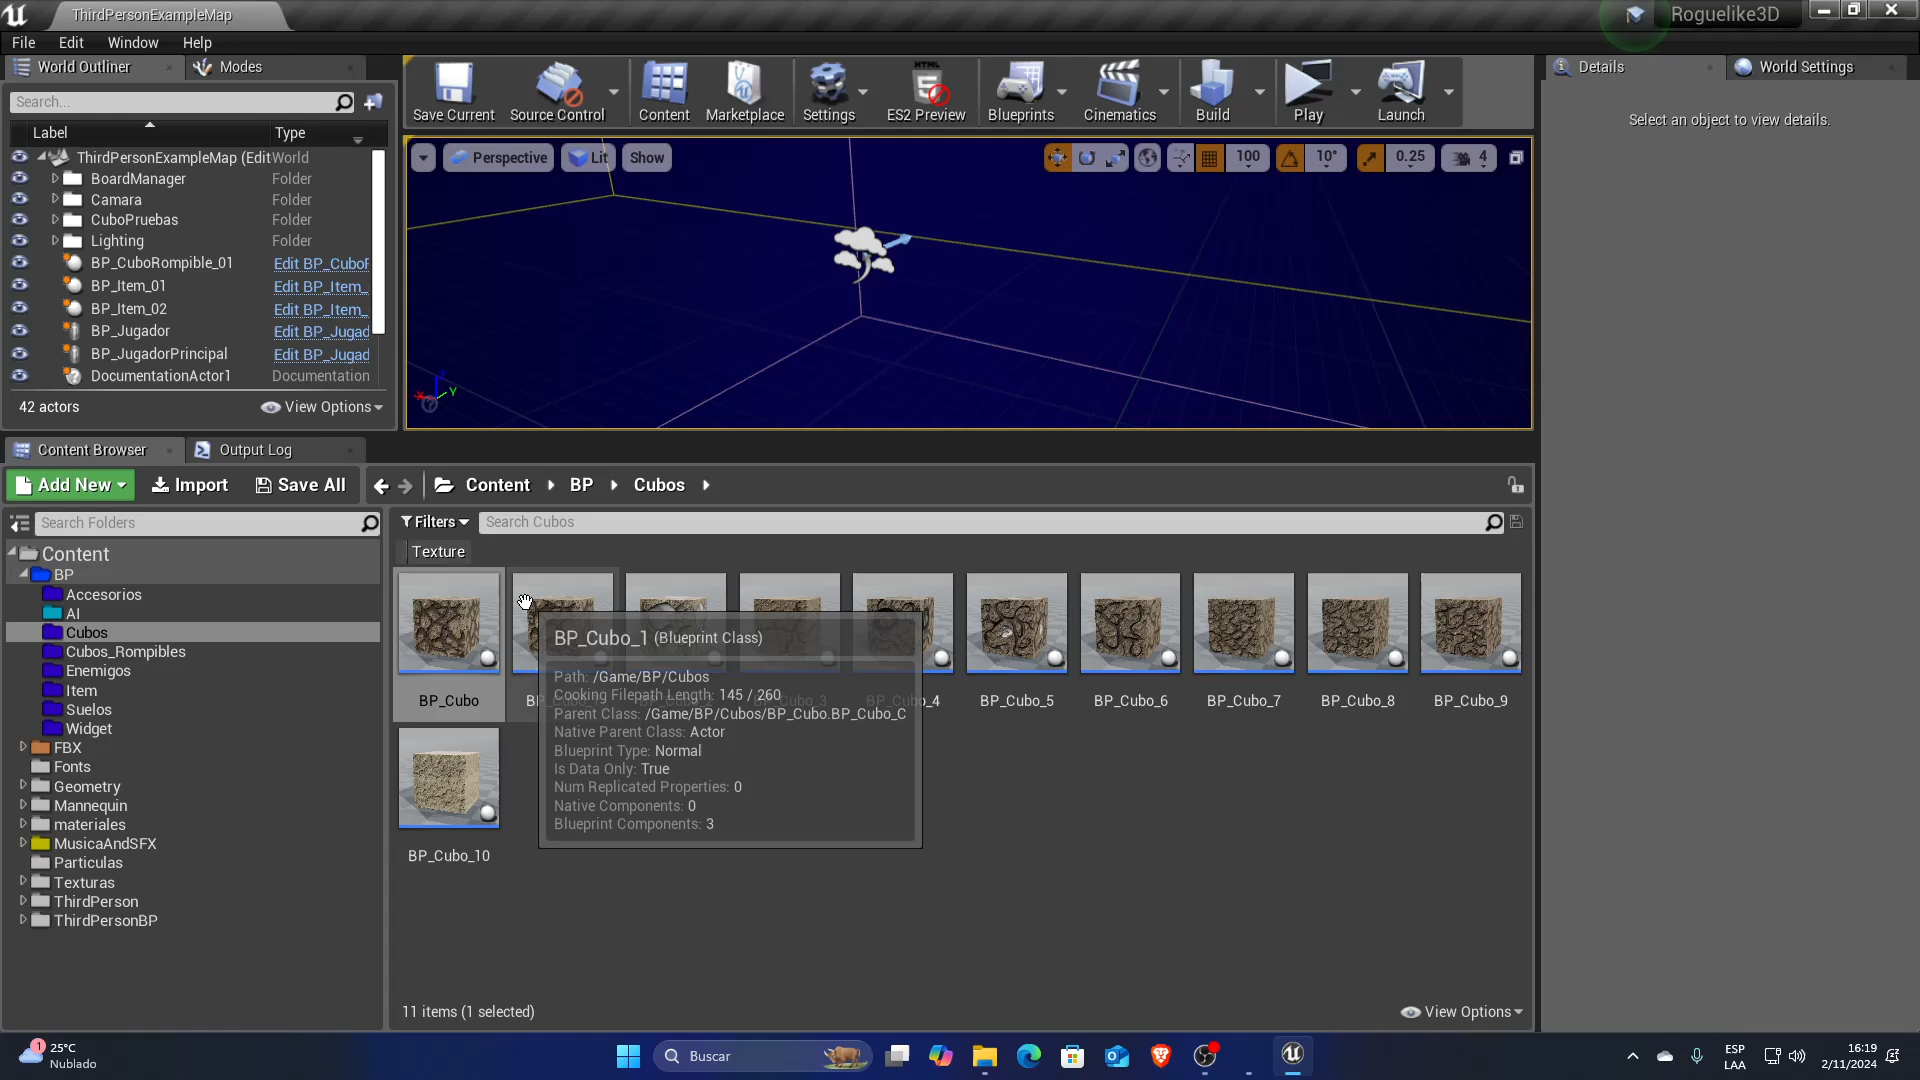 ThirdPersonExampleMap
Roguelike3D
File Edit Window Help
World Outliner
Modes
Search...
Label Type
ThirdPersonExampleMap (Edit World
BoardManager Folder
Camara Folder
CuboPruebas Folder
Lighting Folder
BP_CuboRompible_01 Edit BP_CuboR
BP_Item_01 Edit BP_Item_
BP_Item_02 Edit BP_Item_
BP_Jugador Edit BP_Jugad
BP_JugadorPrincipal Edit BP_Jugad
DocumentationActor1 Documentation
42 actors
View Options
Save Current
Source Control
Content
Marketplace
Settings
HTML
ES2 Preview
Blueprints
Cinematics
Build
Play
Launch
Perspective
Lit
Show
100
10°
0.25
4
X
Y
Details
World Settings
Select an object to view details.
Content Browser
Output Log
Add New
Import
Save All
Content
BP
Cubos
Search Folders
Filters
Search Cubos
Texture
Content
BP
Accesorios
AI
Cubos
Cubos_Rompibles
Enemigos
Item
Suelos
Widget
FBX
Fonts
Geometry
Mannequin
materiales
MusicaAndSFX
Particulas
Texturas
ThirdPerson
ThirdPersonBP
BP_Cubo
BP_Cubo_5
BP_Cubo_6
BP_Cubo_7
BP_Cubo_8
BP_Cubo_9
BP_Cubo_10
BP_Cubo_1 (Blueprint Class)
Path: /Game/BP/Cubos
Cooking Filepath Length: 145 / 260
Parent Class: /Game/BP/Cubos/BP_Cubo.BP_Cubo_C
Native Parent Class: Actor
Blueprint Type: Normal
Is Data Only: True
Num Replicated Properties: 0
Native Components: 0
Blueprint Components: 3
11 items (1 selected)
View Options
1
25°C
Nublado
Buscar
ESP
LAA
16:19
2/11/2024